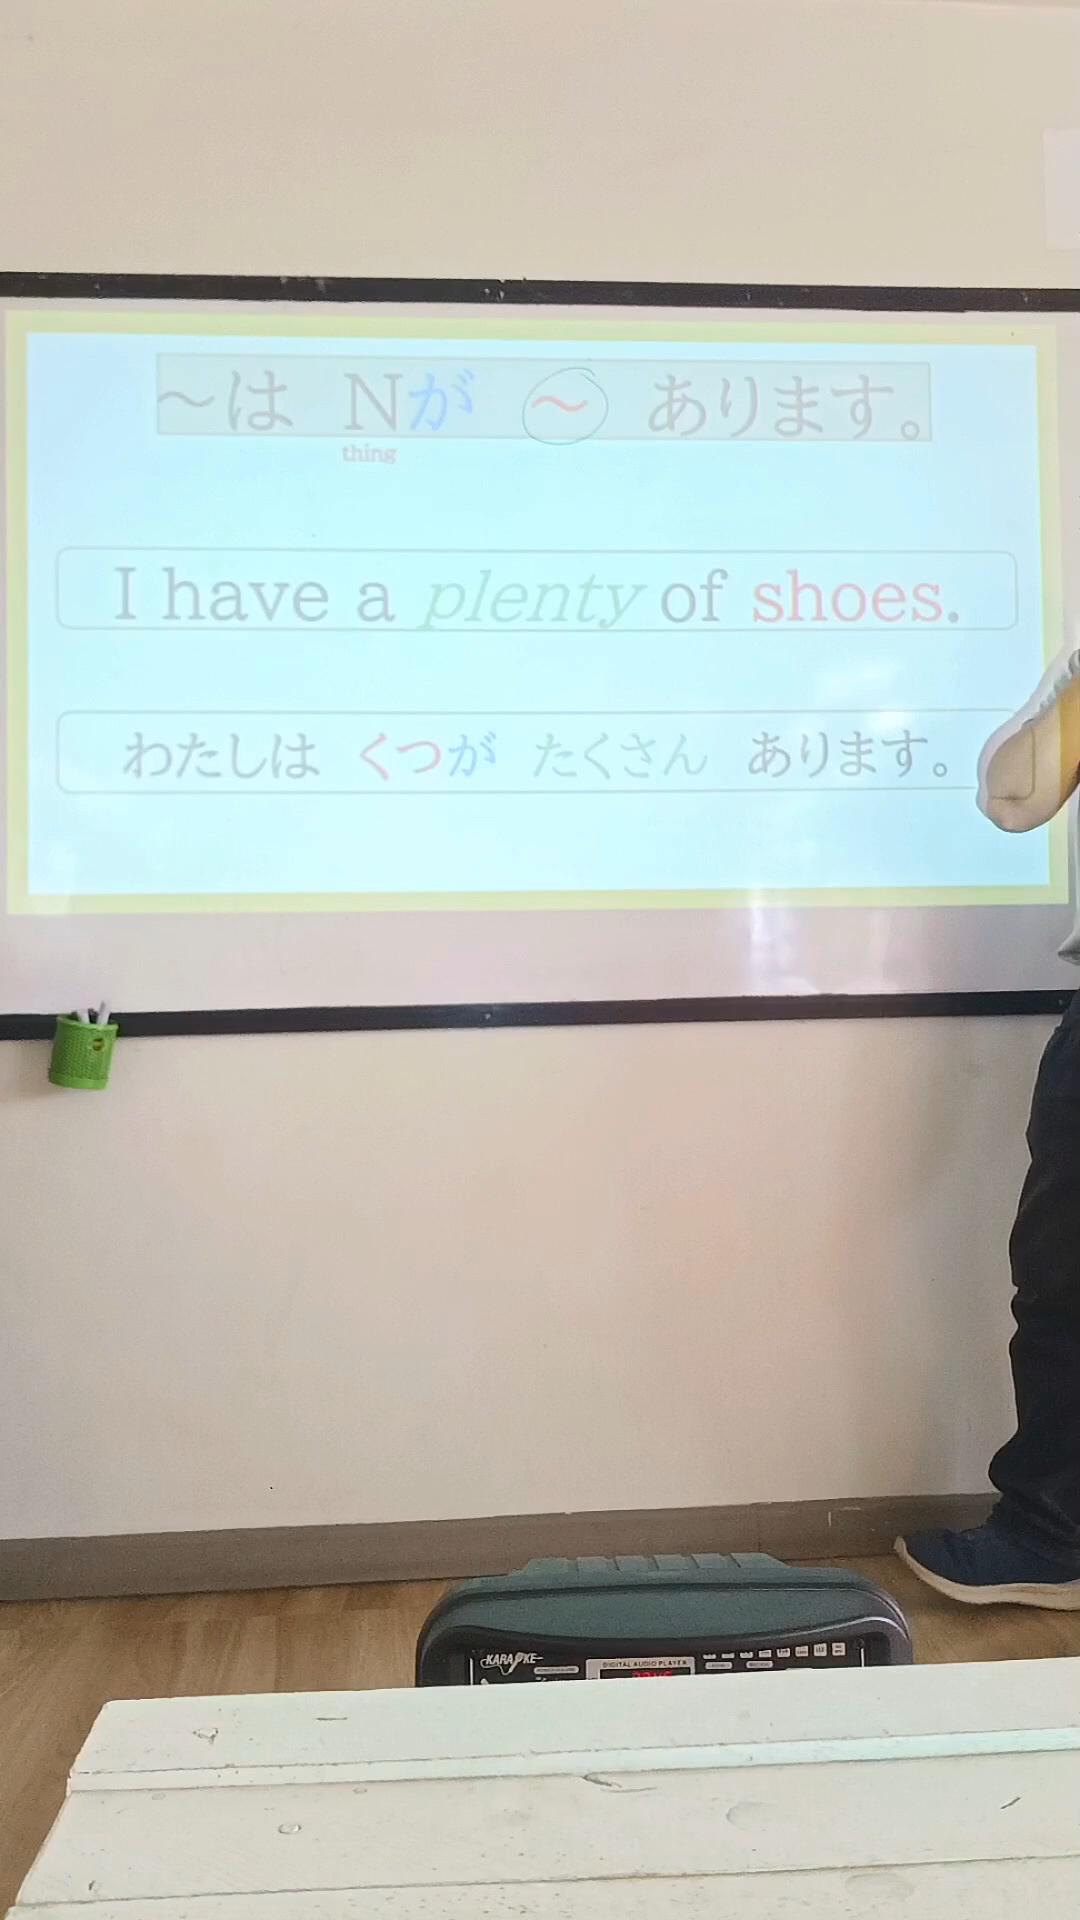 ～は Nが ～ あります。
thing
I have a plenty of shoes.
わたしは くつが たくさん あります。
KARAOKE
DIGITAL AUDIO PLAYER